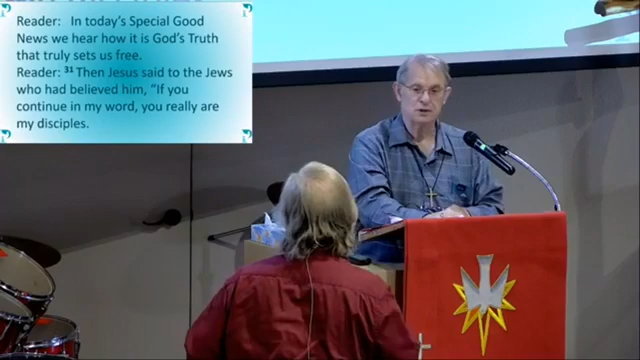 Reader: In today's Special Good
News we hear how it is God's Truth
that truly sets us free.
Reader: ³¹ Then Jesus said to the Jews
who had believed him, "If you
continue in my word, you really are
my disciples.